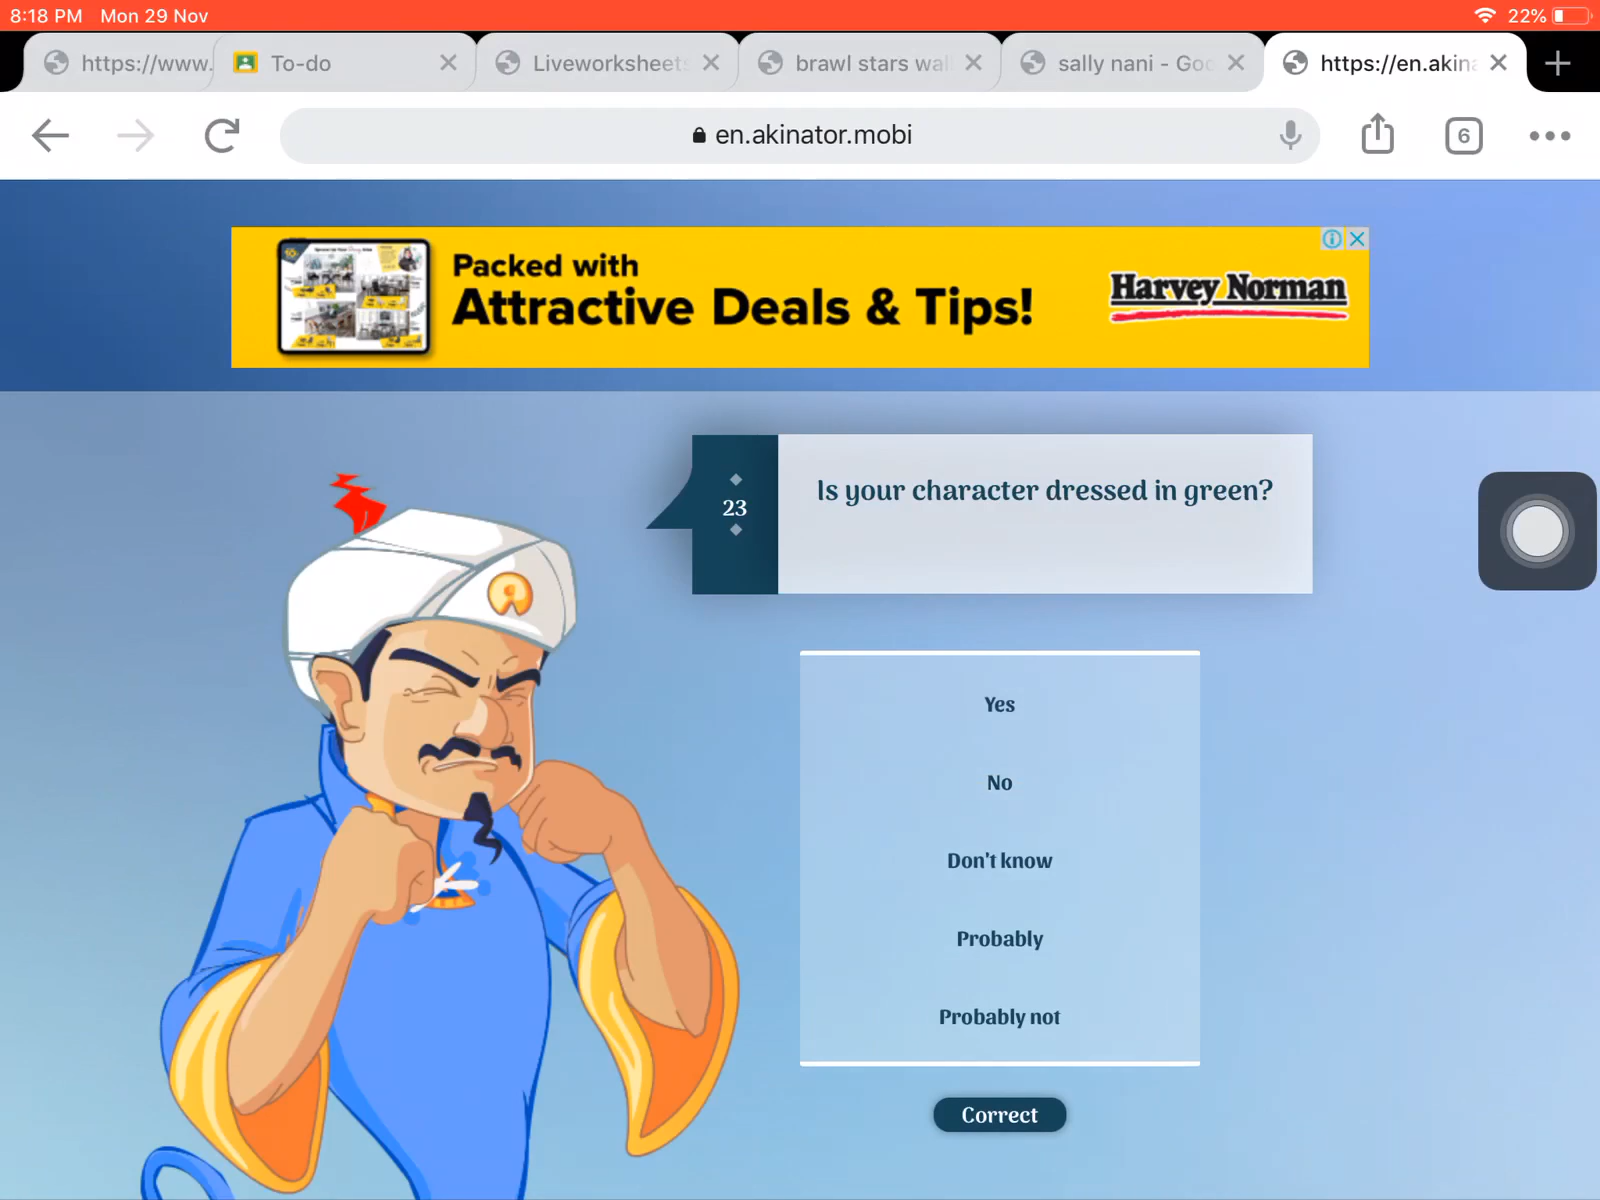 8:18 PM Mon 29 Nov
22%
https://www.
To-do
Liveworksheets
brawl stars wal
sally nani - Goo
https://en.akina
en.akinator.mobi
6
Packed with
Attractive Deals & Tips!
Harvey Norman
23
Is your character dressed in green?
Yes
No
Don't know
Probably
Probably not
Correct